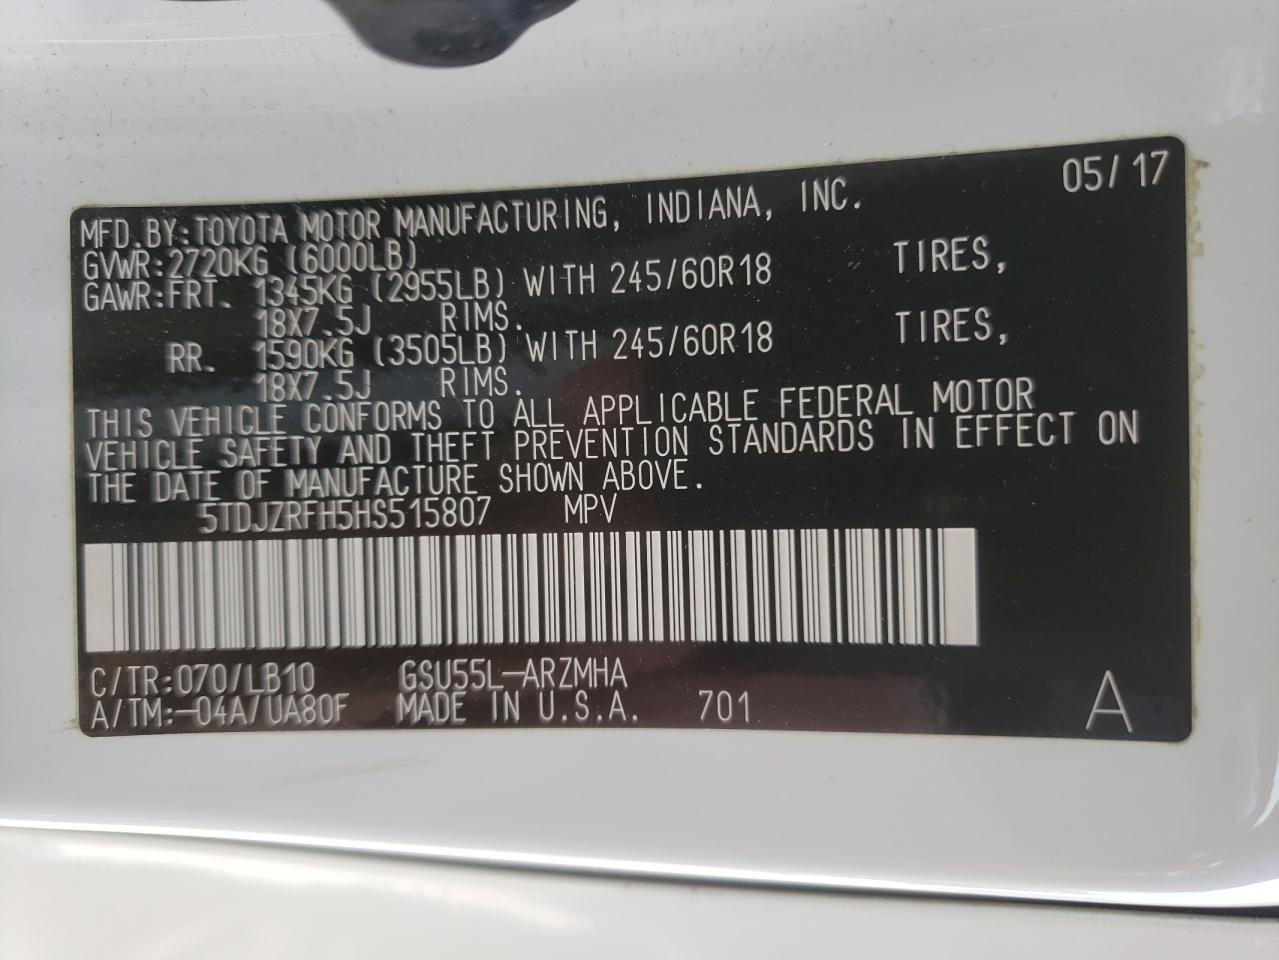 05/17
MFD.BY:TOYOTA MOTOR MANUFACTURING, INDIANA, INC.
GVWR:2720KG (6000LB)
GAWR:FRT. 1345KG (2955LB) WITH 245/60R18 TIRES,
18X7.5J RIMS.
RR. 1590KG (3505LB) WITH 245/60R18 TIRES,
18X7.5J RIMS.
THIS VEHICLE CONFORMS TO ALL APPLICABLE FEDERAL MOTOR
VEHICLE SAFETY AND THEFT PREVENTION STANDARDS IN EFFECT ON
THE DATE OF MANUFACTURE SHOWN ABOVE.
5TDJZRFH5HS515807 MPV
C/TR:070/LB10 GSU55L-ARZMHA
A/TM:-04A/UA80F MADE IN U.S.A. 701
A